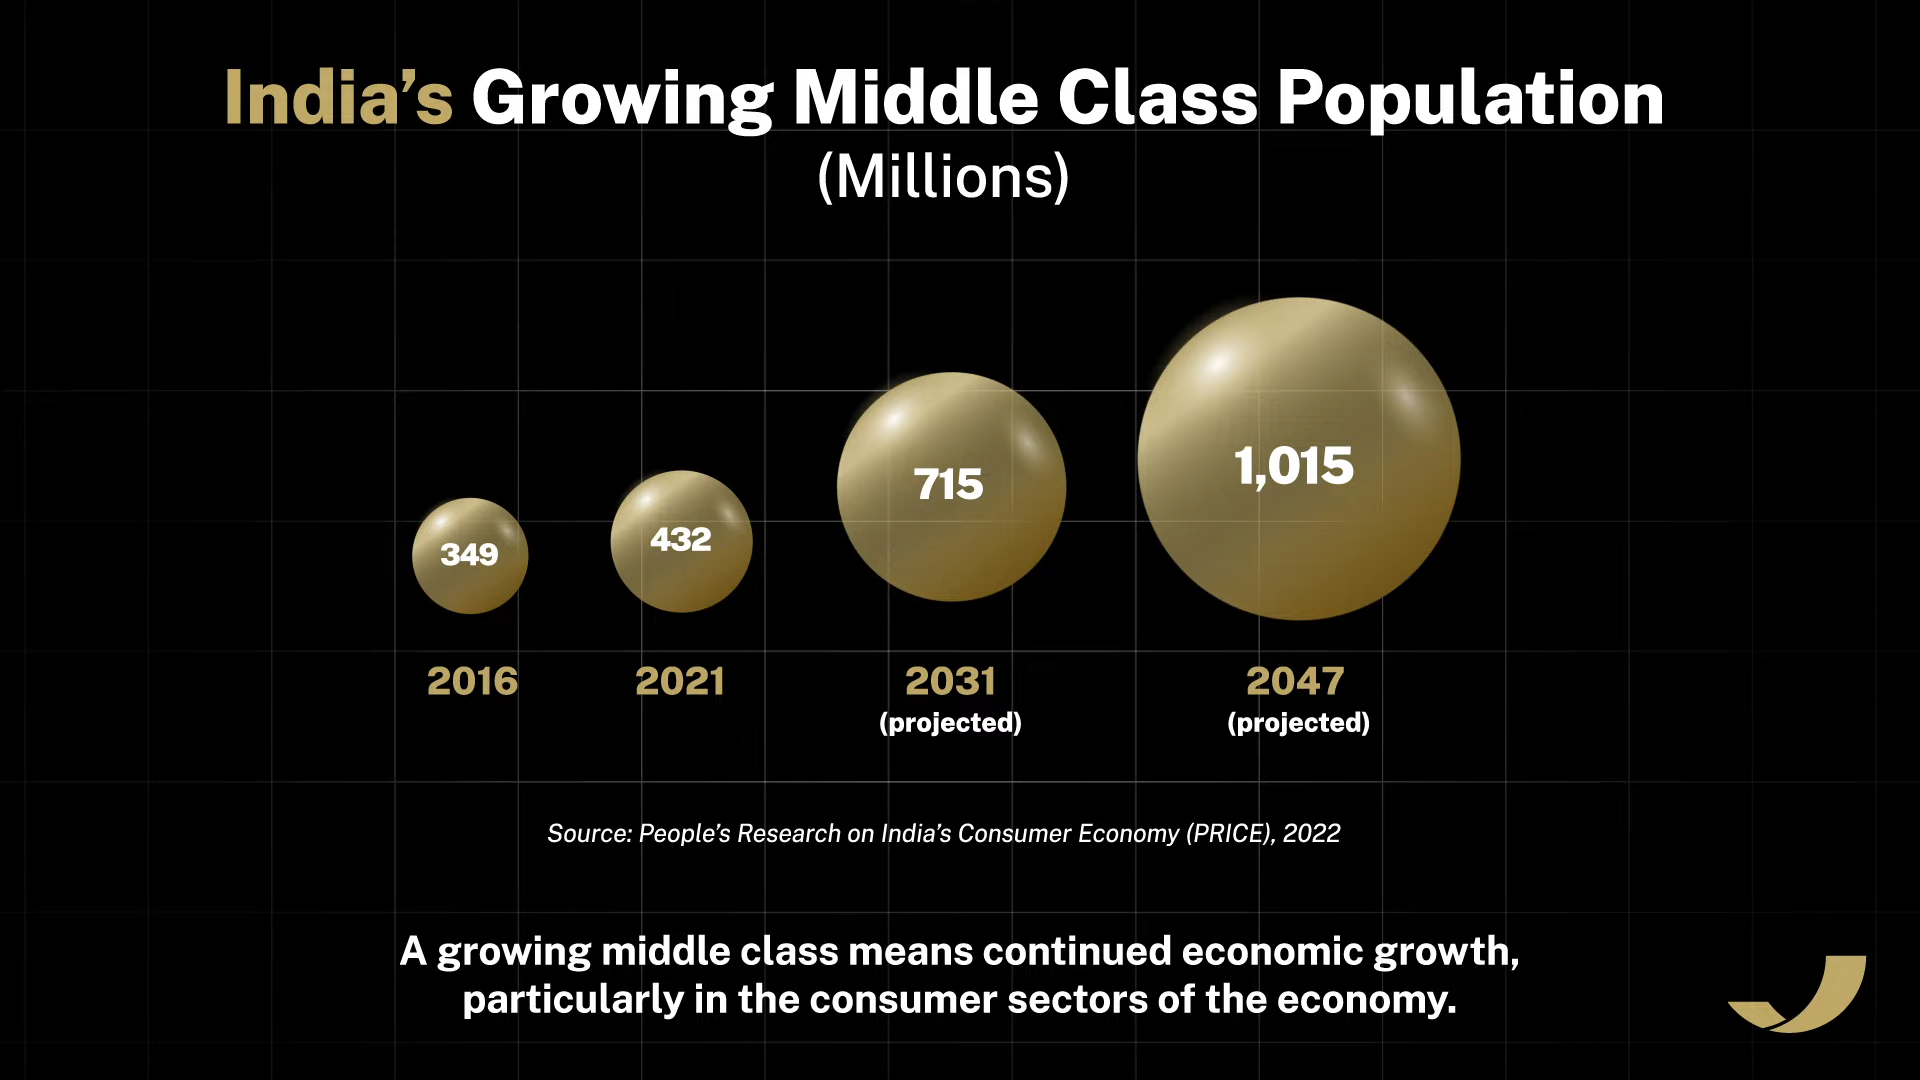 India’s Growing Middle Class Population
(Millions)
349
432
715
1,015
2016
2021
2031
(projected)
2047
(projected)
Source: People’s Research on India’s Consumer Economy (PRICE), 2022
A growing middle class means continued economic growth,
particularly in the consumer sectors of the economy.